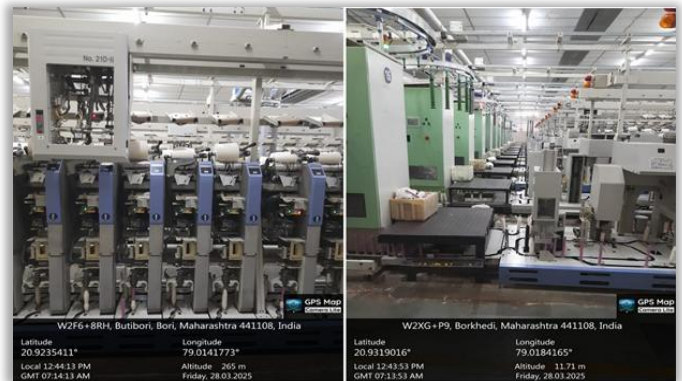 No. 210-II
GPS Map
Camera Lite
W2F6+8RH, Butibori, Bori, Maharashtra 441108, India
Latitude
20.9235411°
Longitude
79.0141773°
Local 12:44:13 PM
GMT 07:14:13 AM
Altitude 265 m
Friday, 28.03.2025
GPS Map
Camera Lite
W2XG+P9, Borkhedi, Maharashtra 441108, India
Latitude
20.9319016°
Longitude
79.0184165°
Local 12:43:53 PM
GMT 07:13:53 AM
Altitude 11.71 m
Friday, 28.03.2025